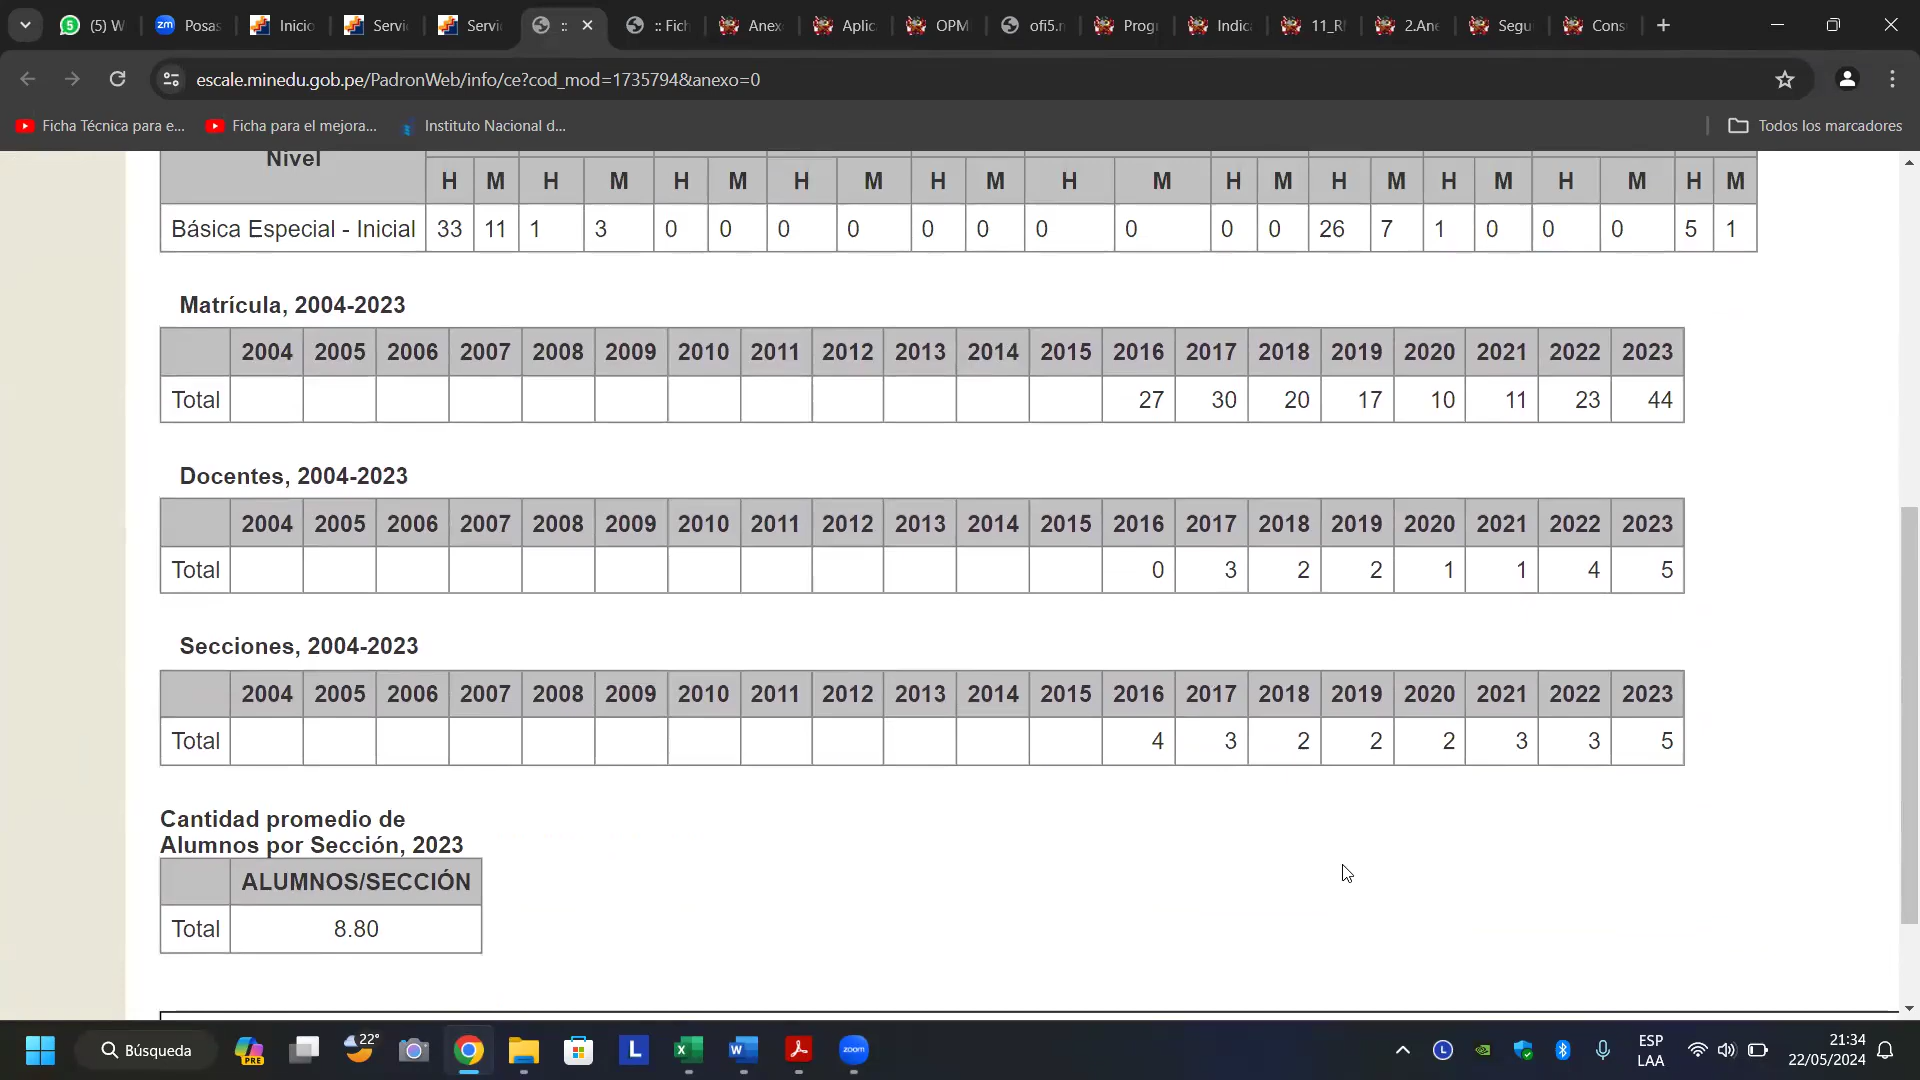 (5) W
Posas
Inicio
Servic
Servic
::
:: Fich
Anexo
Aplic
OPM
ofi5.m
Prog
Indica
11_RI
2.Ane
Segu
Cons
escale.minedu.gob.pe/PadronWeb/info/ce?cod_mod=1735794&anexo=0
Ficha Técnica para e...
Ficha para el mejora...
Instituto Nacional d...
Todos los marcadores
Nivel
H M H M H M H M H M H M H M H M H M H M H M
Básica Especial - Inicial 33 11 1 3 0 0 0 0 0 0 0 0 0 0 26 7 1 0 0 0 5 1
Matrícula, 2004-2023
2004 2005 2006 2007 2008 2009 2010 2011 2012 2013 2014 2015 2016 2017 2018 2019 2020 2021 2022 2023
Total 27 30 20 17 10 11 23 44
Docentes, 2004-2023
2004 2005 2006 2007 2008 2009 2010 2011 2012 2013 2014 2015 2016 2017 2018 2019 2020 2021 2022 2023
Total 0 3 2 2 1 1 4 5
Secciones, 2004-2023
2004 2005 2006 2007 2008 2009 2010 2011 2012 2013 2014 2015 2016 2017 2018 2019 2020 2021 2022 2023
Total 4 3 2 2 2 3 3 5
Cantidad promedio de
Alumnos por Sección, 2023
ALUMNOS/SECCIÓN
Total 8.80
Búsqueda
22°
ESP
LAA
21:34
22/05/2024